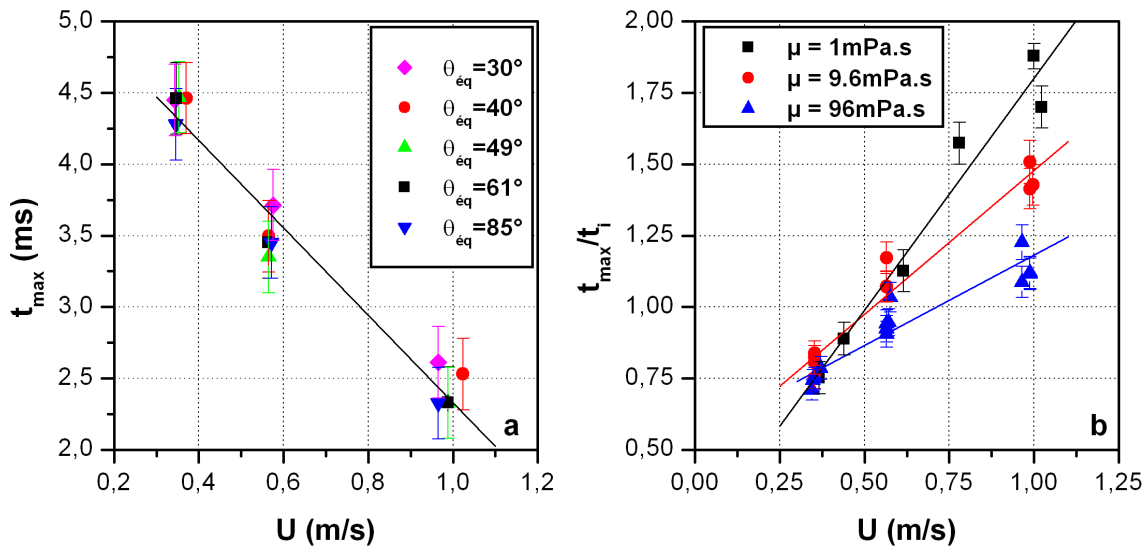 5,0
4,5
4,0
3,5
3,0
2,5
2,0
t_max (ms)
θ_éq=30°
θ_éq=40°
θ_éq=49°
θ_éq=61°
θ_éq=85°
a
0,2 0,4 0,6 0,8 1,0 1,2
U (m/s)
2,00
1,75
1,50
1,25
1,00
0,75
0,50
t_max/t_i
μ = 1mPa.s
μ = 9.6mPa.s
μ = 96mPa.s
b
0,00 0,25 0,50 0,75 1,00 1,25
U (m/s)